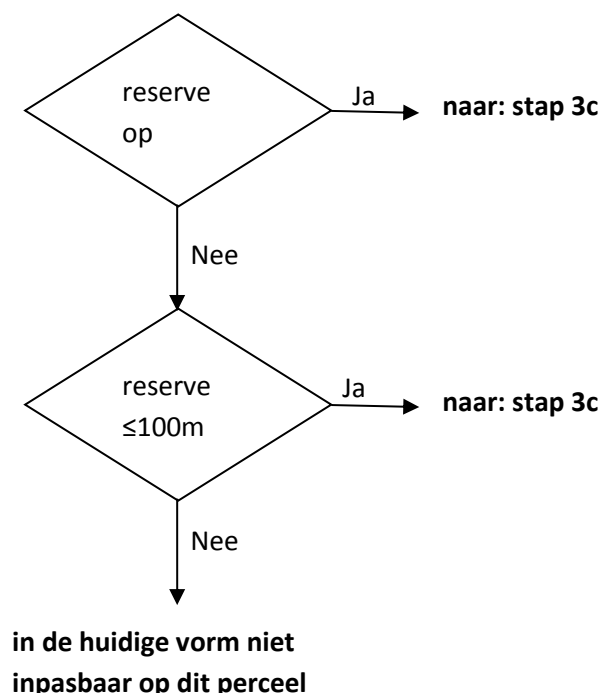 reserve
op
Ja
naar: stap 3c
Nee
reserve
≤100m
Ja
naar: stap 3c
Nee
in de huidige vorm niet
inpasbaar op dit perceel